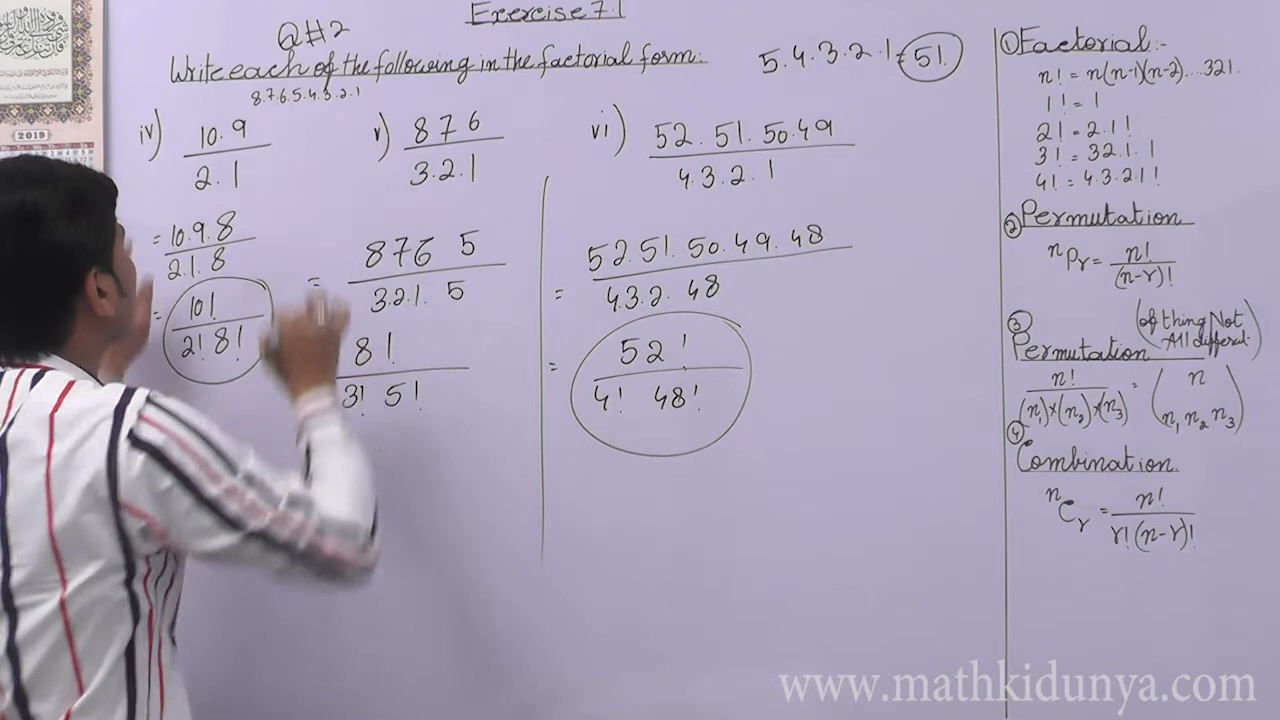 Exercise 7.1
Q#2
Write each of the following in the factorial form.
5.4.3.2.1 = 5!
8.7.6.5.4.3.2.1
iv) 10.9 / 2.1
= 10.9.8 / 2.1.8
= 10! / 2! 8!
v) 8 7 6 / 3.2.1
= 8 7 6 5 / 3.2.1. 5
8! / 3! 5!
vi) 52.51.50.49 / 4.3.2.1
= 52.51.50.49.48 / 4.3.2. 48
= 52! / 4! 48!
① Factorial:-
n! = n(n-1)(n-2)....321.
1! = 1
2! = 2.1!
3! = 32.1.1
4! = 4.3.2.1!
② Permutation
ⁿPr = n! / (n-r)!
③ Permutation (of thing Not All different)
n! / (n₁)×(n₂)×(n₃) = (n / n₁ n₂ n₃)
④ Combination
ⁿCr = n! / r!(n-r)!
2019
www.mathkidunya.com